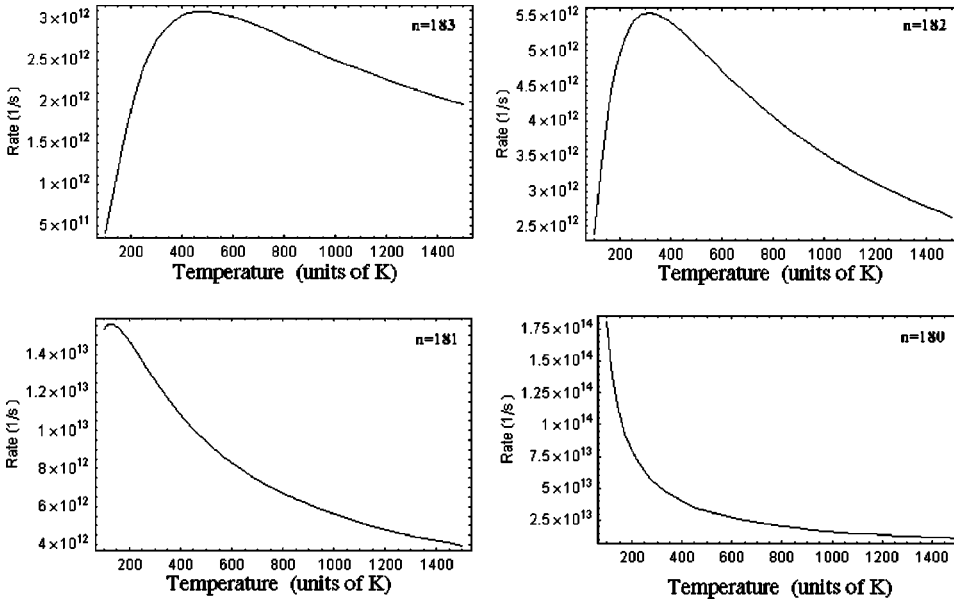 n=183
Rate (1/s)
3×10¹²
2.5×10¹²
2×10¹²
1.5×10¹²
1×10¹²
5×10¹¹
200 400 600 800 1000 1200 1400
Temperature (units of K)
n=182
Rate (1/s)
5.5×10¹²
5×10¹²
4.5×10¹²
4×10¹²
3.5×10¹²
3×10¹²
2.5×10¹²
200 400 600 800 1000 1200 1400
Temperature (units of K)
n=181
Rate (1/s)
1.4×10¹³
1.2×10¹³
1×10¹³
8×10¹²
6×10¹²
4×10¹²
200 400 600 800 1000 1200 1400
Temperature (units of K)
n=180
Rate (1/s)
1.75×10¹⁴
1.5×10¹⁴
1.25×10¹⁴
1×10¹⁴
7.5×10¹³
5×10¹³
2.5×10¹³
200 400 600 800 1000 1200 1400
Temperature (units of K)